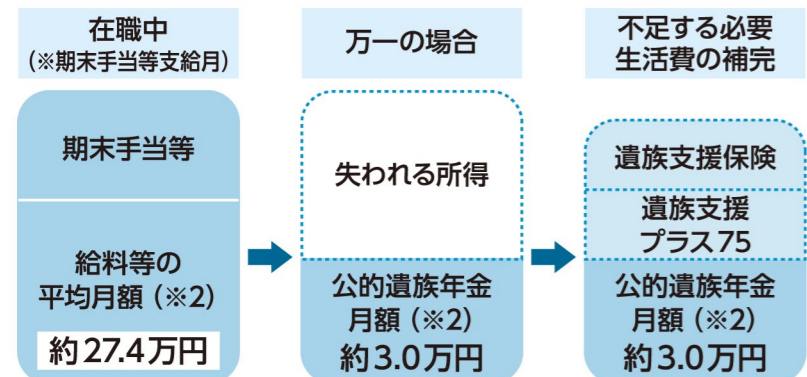 在職中
(※期末手当等支給月)
期末手当等
給料等の
平均月額(※2)
約27.4万円
万一の場合
失われる所得
公的遺族年金
月額(※2)
約3.0万円
不足する必要
生活費の補完
遺族支援保険
遺族支援
プラス75
公的遺族年金
月額(※2)
約3.0万円